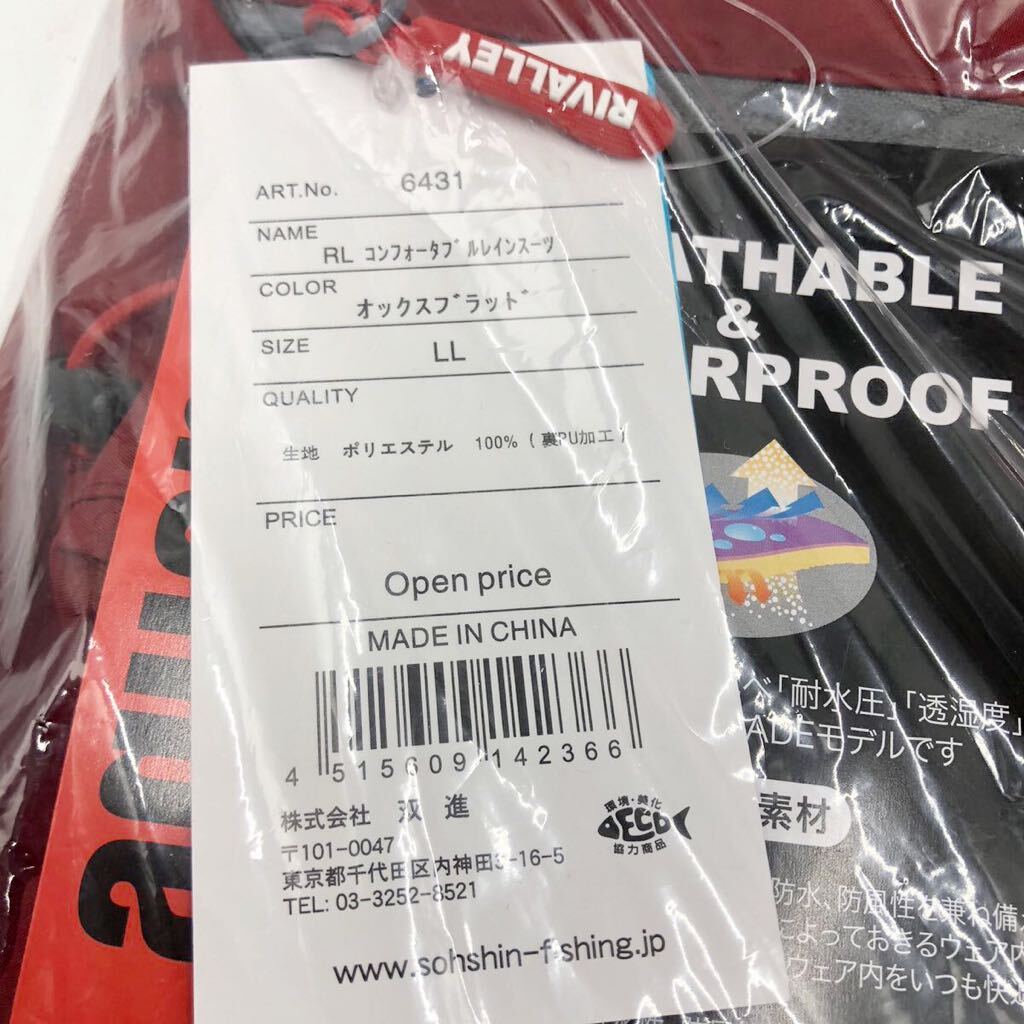 RIVALLEY
ART.No. 6431
NAME
RL コンフォータブルレインスーツ
COLOR
オックスブラッド
SIZE LL
QUALITY
生地 ポリエステル 100% (裏PU加工)
PRICE
Open price
MADE IN CHINA
4 515609 142366
株式会社 双進
〒101-0047
東京都千代田区内神田3-16-5
TEL: 03-3252-8521
www.sohshin-fishing.jp
環境・美化
DECO
協力商品
ATHABLE
&
RPROOF
べ「耐水圧」「透湿度」
ADEモデルです
素材
防水、防風性を兼ね備え
によっておきるウェア内
ウェア内をいつも快適